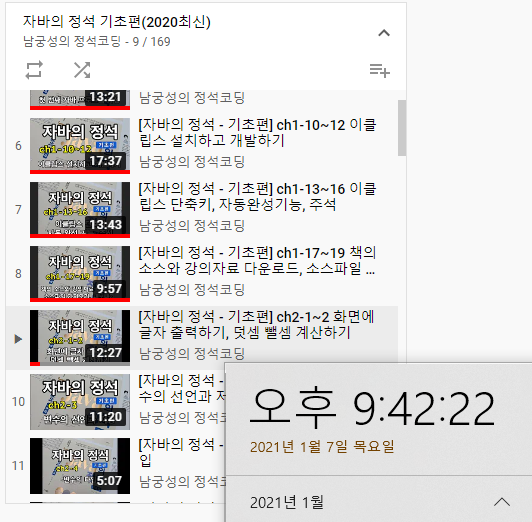 자바의 정석 기초편(2020최신)
남궁성의 정석코딩 - 9 / 169
13:21
남궁성의 정석코딩
6
자바의 정석
기초편
ch1-10~12
17:37
[자바의 정석 - 기초편] ch1-10~12 이클
립스 설치하고 개발하기
남궁성의 정석코딩
7
자바의 정석
기초편
13:43
[자바의 정석 - 기초편] ch1-13~16 이클
립스 단축키, 자동완성기능, 주석
남궁성의 정석코딩
8
자바의 정석
기초편
ch1-17~19
9:57
[자바의 정석 - 기초편] ch1-17~19 책의
소스와 강의자료 다운로드, 소스파일 ...
남궁성의 정석코딩
자바의 정석
기초편
ch2-1~2
12:27
[자바의 정석 - 기초편] ch2-1~2 화면에
글자 출력하기, 덧셈 뺄셈 계산하기
남궁성의 정석코딩
10
자바의 정석
기초편
ch2-3
11:20
[자바의 정석 -
수의 선언과 저
남궁성의 정석코딩
11
자바의 정석
기초편
ch2-4
5:07
[자바의 정석 -
입
남궁성의 정석코딩
오후 9:42:22
2021년 1월 7일 목요일
2021년 1월